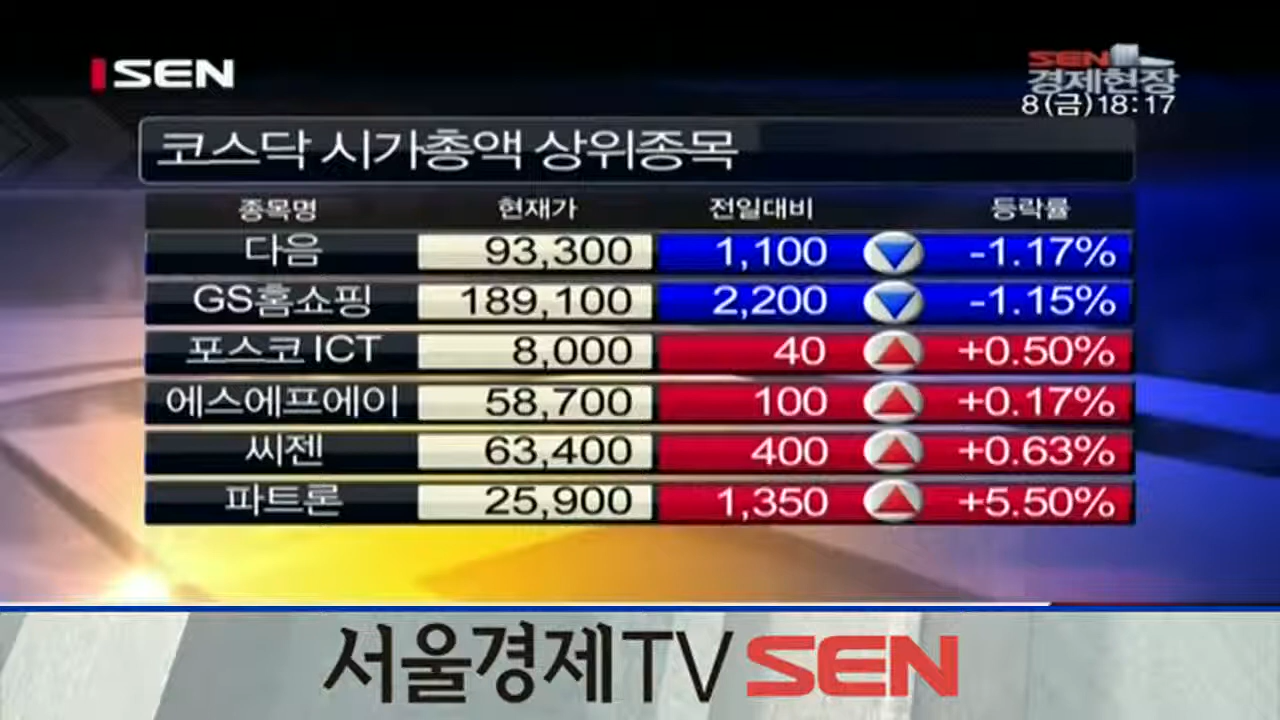 SEN
SEN
경제현장
8(금)18:17
코스닥 시가총액 상위종목
종목명 현재가 전일대비 등락률
다음 93,300 1,100 ▼ -1.17%
GS홈쇼핑 189,100 2,200 ▼ -1.15%
포스코 ICT 8,000 40 ▲ +0.50%
에스에프에이 58,700 100 ▲ +0.17%
씨젠 63,400 400 ▲ +0.63%
파트론 25,900 1,350 ▲ +5.50%
서울경제TV SEN